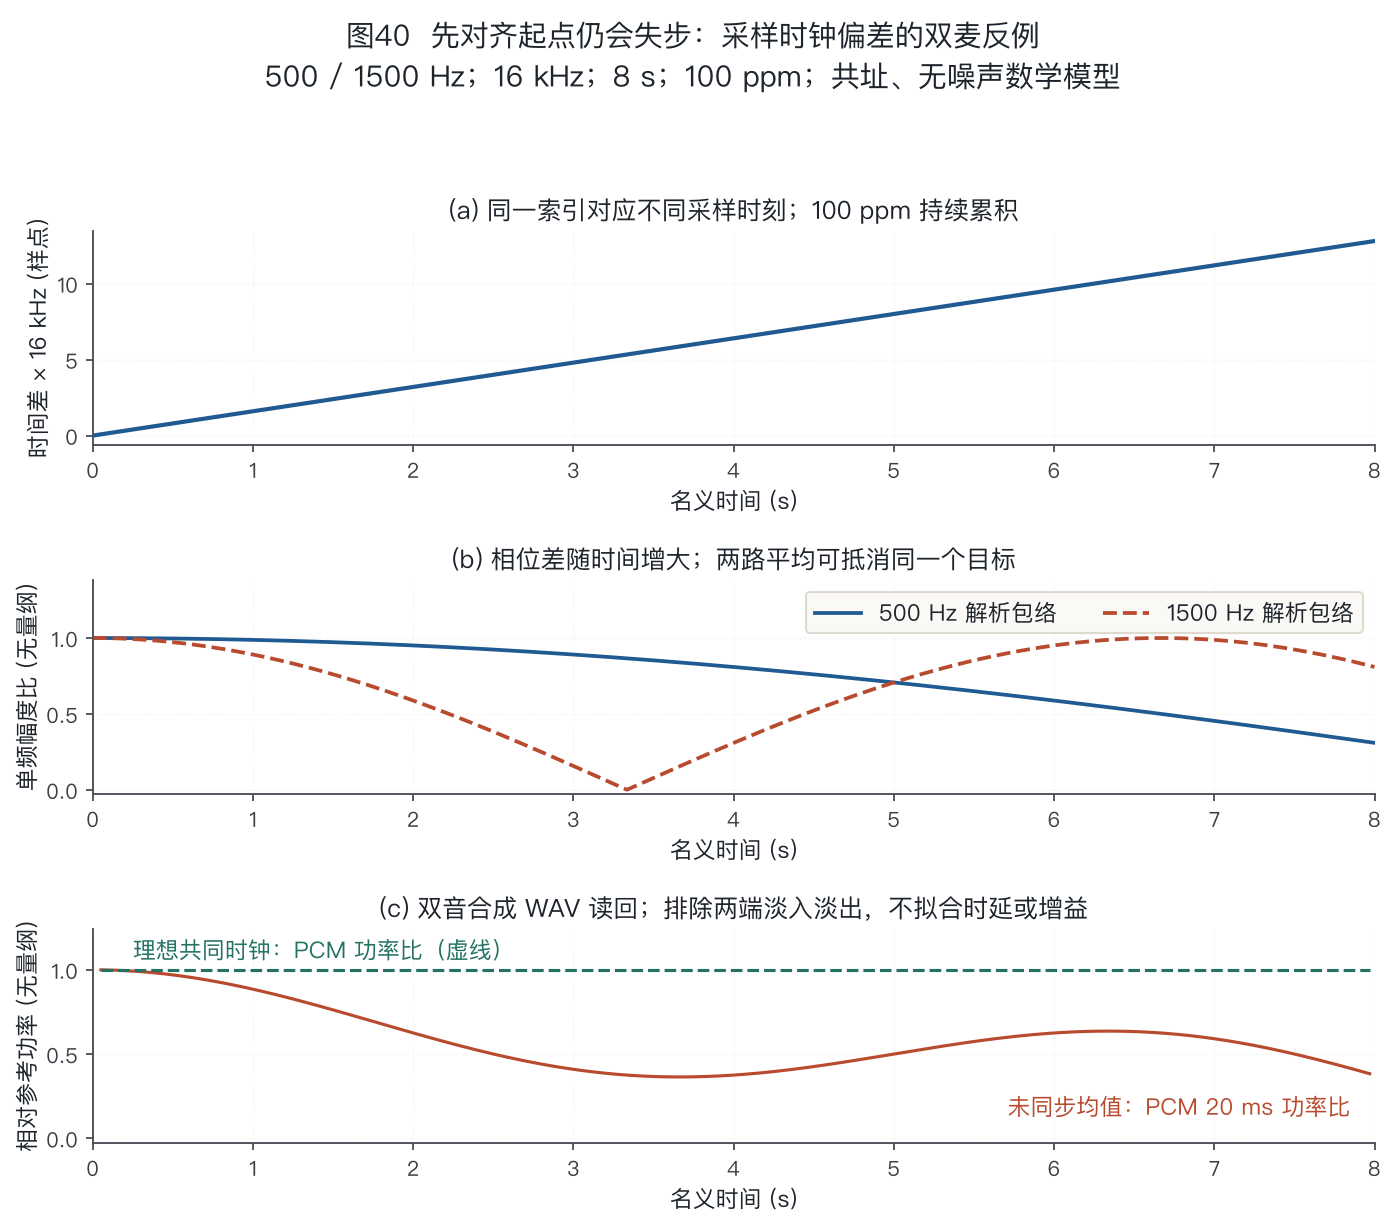 图40  先对齐起点仍会失步：采样时钟偏差的双麦反例
500 / 1500 Hz；16 kHz；8 s；100 ppm；共址、无噪声数学模型
(a) 同一索引对应不同采样时刻；100 ppm 持续累积
时间差 × 16 kHz (样点)
10
5
0
0 1 2 3 4 5 6 7 8
名义时间 (s)
(b) 相位差随时间增大；两路平均可抵消同一个目标
单频幅度比 (无量纲)
500 Hz 解析包络
1500 Hz 解析包络
1.0
0.5
0.0
0 1 2 3 4 5 6 7 8
名义时间 (s)
(c) 双音合成 WAV 读回；排除两端淡入淡出，不拟合时延或增益
相对参考功率 (无量纲)
理想共同时钟：PCM 功率比（虚线）
1.0
0.5
未同步均值：PCM 20 ms 功率比
0.0
0 1 2 3 4 5 6 7 8
名义时间 (s)